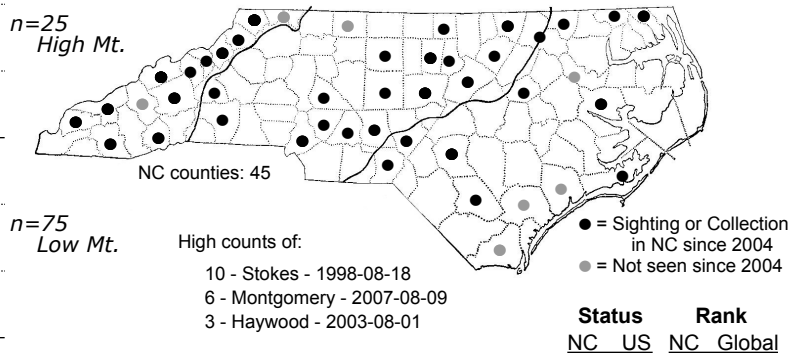 n=25
High Mt.
NC counties: 45
n=75
Low Mt.
High counts of:
10 - Stokes - 1998-08-18
6 - Montgomery - 2007-08-09
3 - Haywood - 2003-08-01
= Sighting or Collection
in NC since 2004
= Not seen since 2004
Status Rank
NC US NC Global